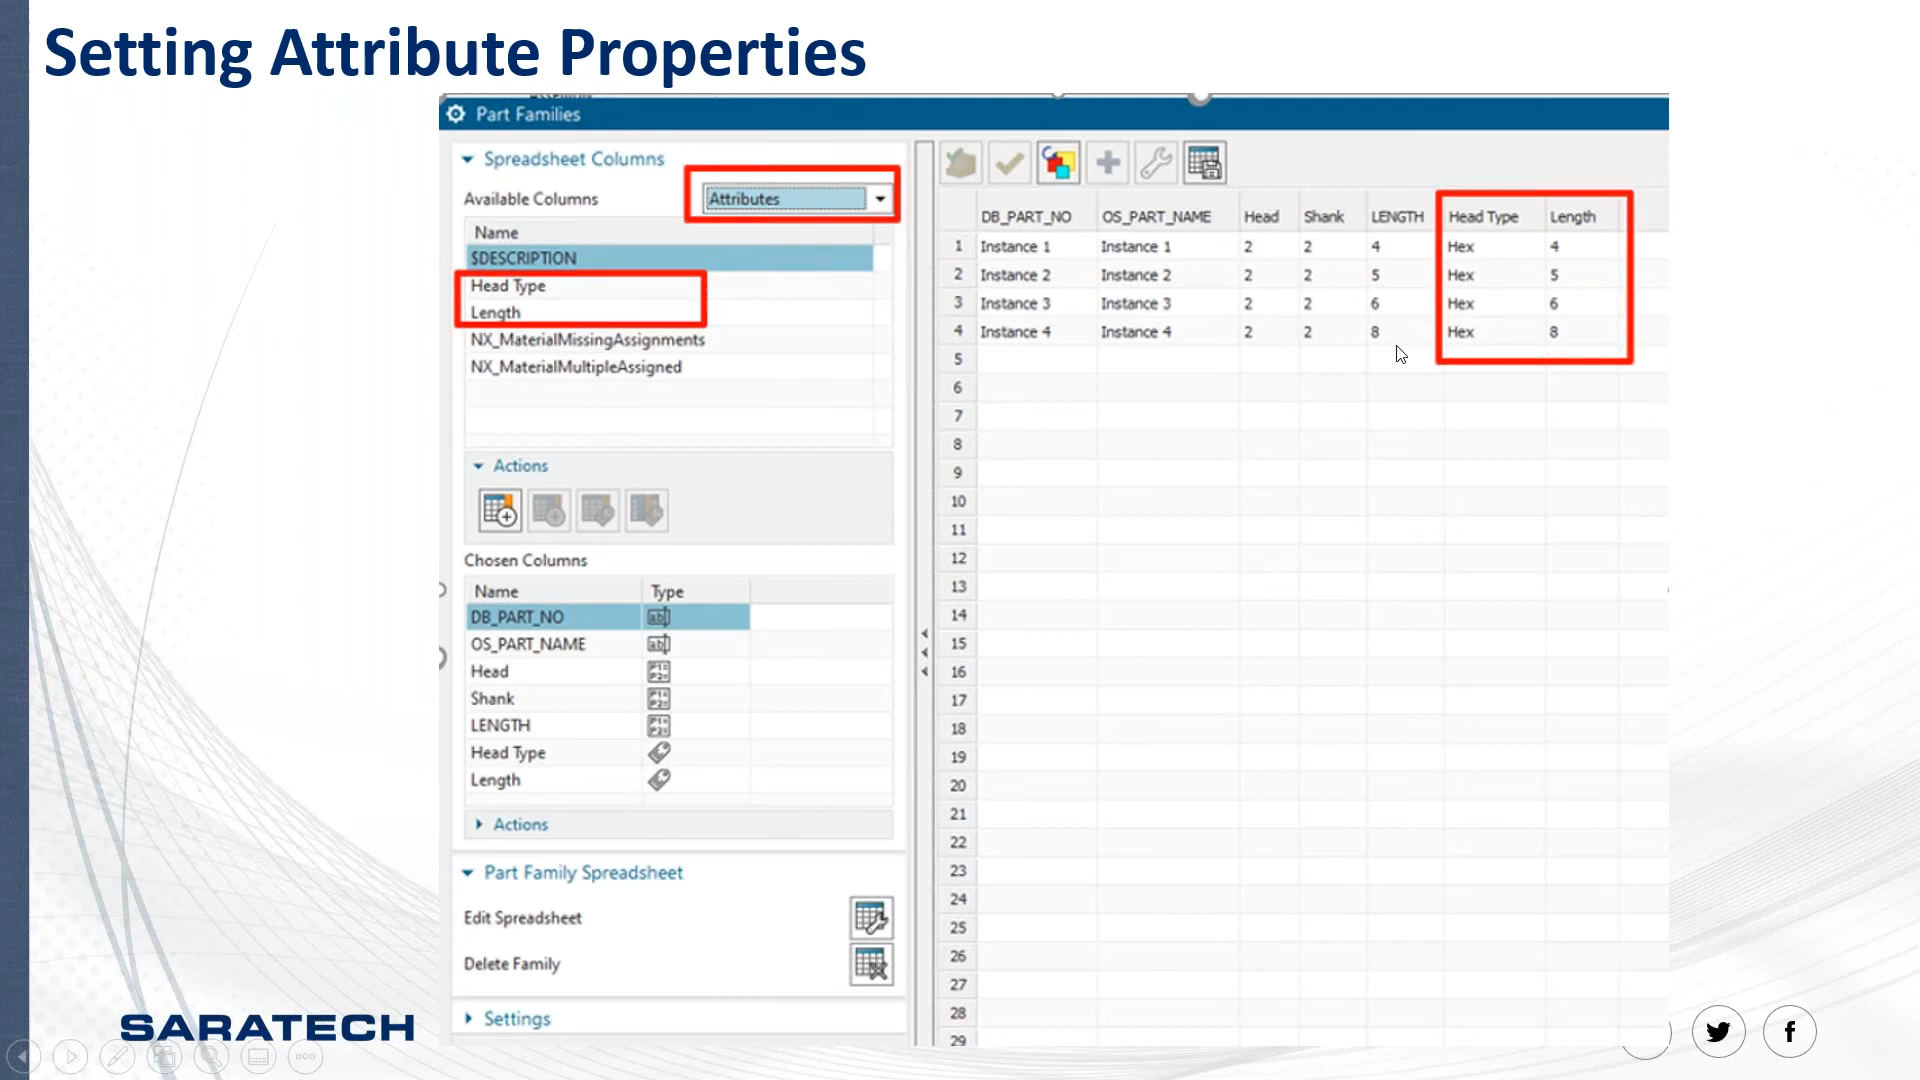 Setting Attribute Properties
Part Families
Spreadsheet Columns
Available Columns
Attributes
Name
$DESCRIPTION
Head Type
Length
NX_MaterialMissingAssignments
NX_MaterialMultipleAssigned
Actions
Chosen Columns
Name Type
DB_PART_NO
OS_PART_NAME
Head
Shank
LENGTH
Head Type
Length
Actions
Part Family Spreadsheet
Edit Spreadsheet
Delete Family
Settings
DB_PART_NO OS_PART_NAME Head Shank LENGTH Head Type Length
1 Instance 1 Instance 1 2 2 4 Hex 4
2 Instance 2 Instance 2 2 2 5 Hex 5
3 Instance 3 Instance 3 2 2 6 Hex 6
4 Instance 4 Instance 4 2 2 8 Hex 8
5
6
7
8
9
10
11
12
13
14
15
16
17
18
19
20
21
22
23
24
25
26
27
28
29
SARATECH